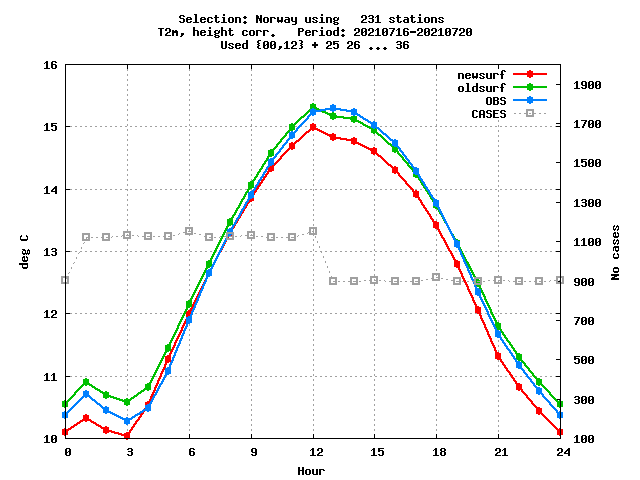 Selection: Norway using   231 stations
T2m, height corr.   Period: 20210716-20210720
Used {00,12} + 25 26 ... 36
newsurf
oldsurf
OBS
CASES
deg C
16
15
14
13
12
11
10
1900
1700
1500
1300
1100
900
700
500
300
100
No cases
0 3 6 9 12 15 18 21 24
Hour